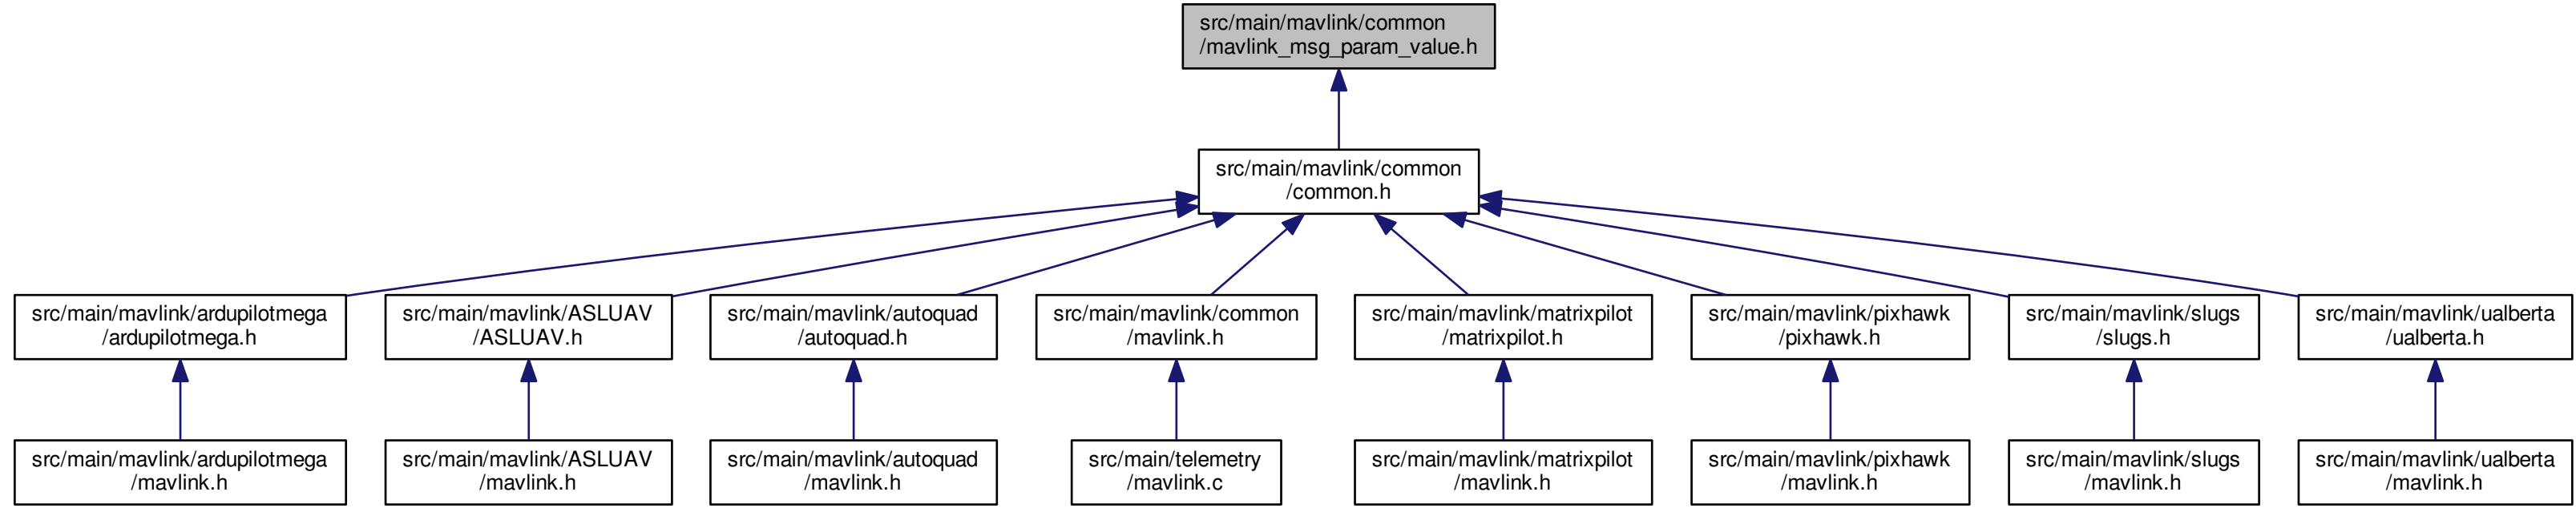 src/main/mavlink/common
/mavlink_msg_param_value.h
src/main/mavlink/common
/common.h
src/main/mavlink/ardupilotmega
/ardupilotmega.h
src/main/mavlink/ASLUAV
/ASLUAV.h
src/main/mavlink/autoquad
/autoquad.h
src/main/mavlink/common
/mavlink.h
src/main/mavlink/matrixpilot
/matrixpilot.h
src/main/mavlink/pixhawk
/pixhawk.h
src/main/mavlink/slugs
/slugs.h
src/main/mavlink/ualberta
/ualberta.h
src/main/mavlink/ardupilotmega
/mavlink.h
src/main/mavlink/ASLUAV
/mavlink.h
src/main/mavlink/autoquad
/mavlink.h
src/main/telemetry
/mavlink.c
src/main/mavlink/matrixpilot
/mavlink.h
src/main/mavlink/pixhawk
/mavlink.h
src/main/mavlink/slugs
/mavlink.h
src/main/mavlink/ualberta
/mavlink.h